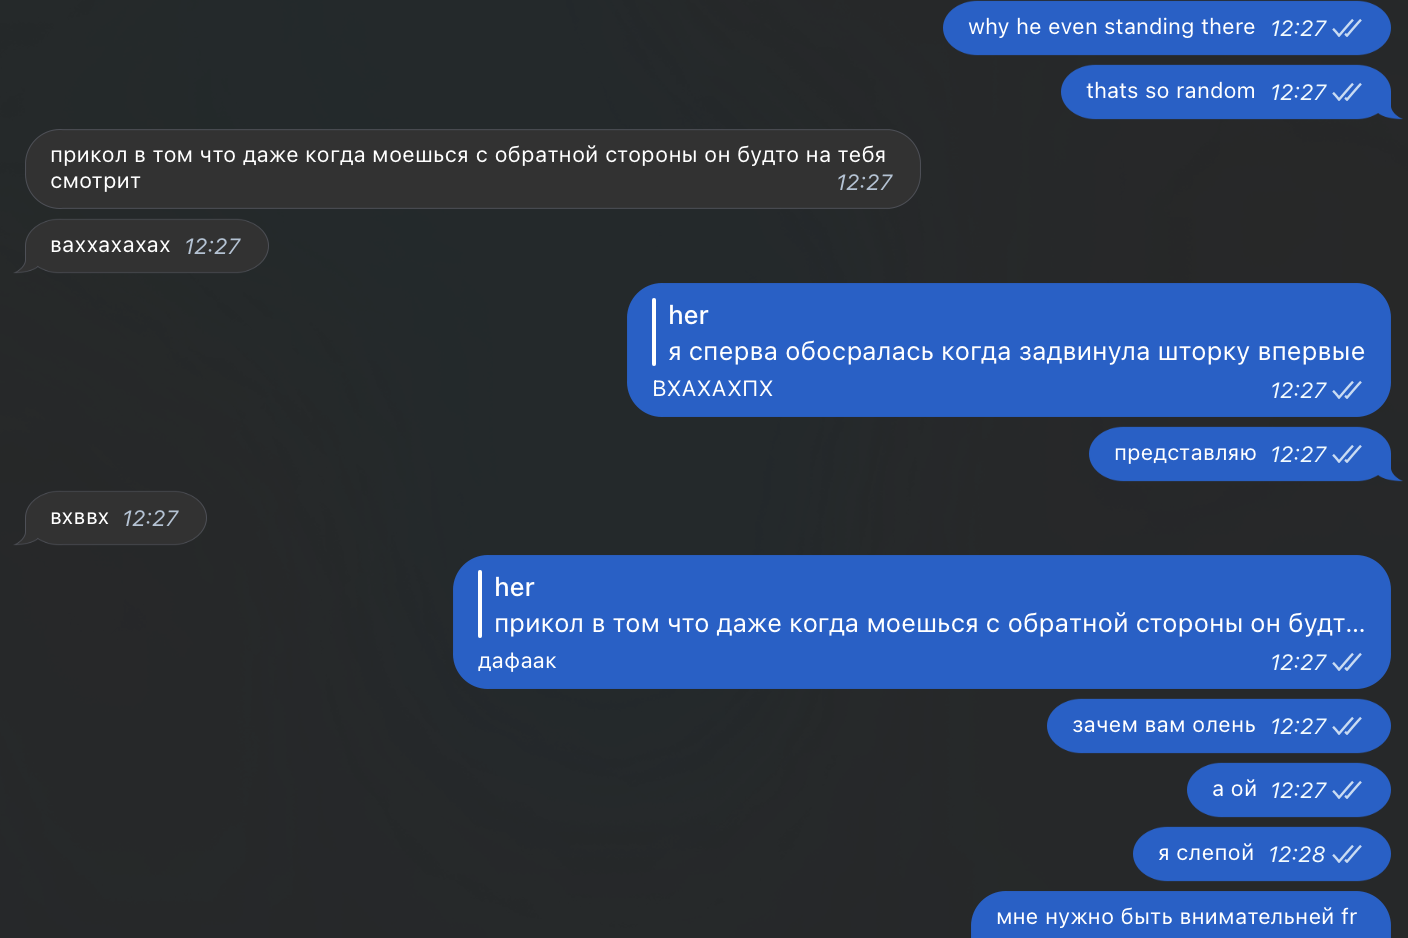 why he even standing there 12:27
thats so random 12:27
прикол в том что даже когда моешься с обратной стороны он будто на тебя
смотрит 12:27
ваххахахах 12:27
her
я сперва обосралась когда задвинула шторку впервые
ВХАХАХПХ 12:27
представляю 12:27
вхввх 12:27
her
прикол в том что даже когда моешься с обратной стороны он будт...
дафаак 12:27
зачем вам олень 12:27
а ой 12:27
я слепой 12:28
мне нужно быть внимательней fr